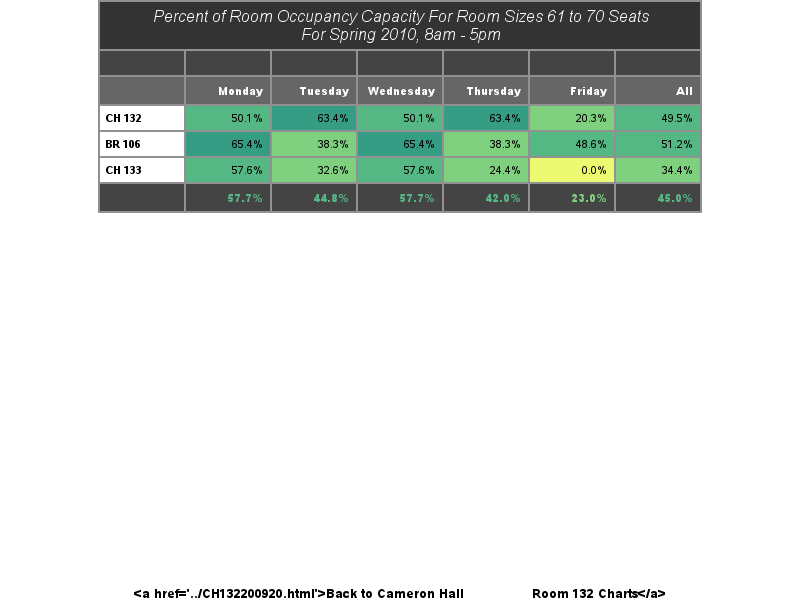 Percent of Room Occupancy Capacity For Room Sizes 61 to 70 Seats
For Spring 2010, 8am - 5pm
Monday Tuesday Wednesday Thursday Friday All
CH 132 50.1% 63.4% 50.1% 63.4% 20.3% 49.5%
BR 106 65.4% 38.3% 65.4% 38.3% 48.6% 51.2%
CH 133 57.6% 32.6% 57.6% 24.4% 0.0% 34.4%
57.7% 44.8% 57.7% 42.0% 23.0% 45.0%
<a href='../CH132200920.html'>Back to Cameron Hall Room 132 Charts</a>